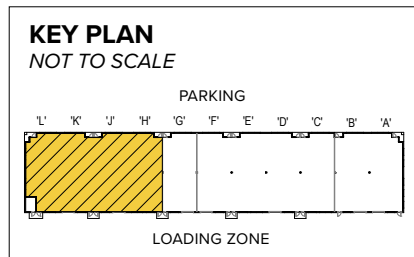 KEY PLAN
NOT TO SCALE
PARKING
'L' 'K' 'J' 'H' 'G' 'F' 'E' 'D' 'C' 'B' 'A'
LOADING ZONE